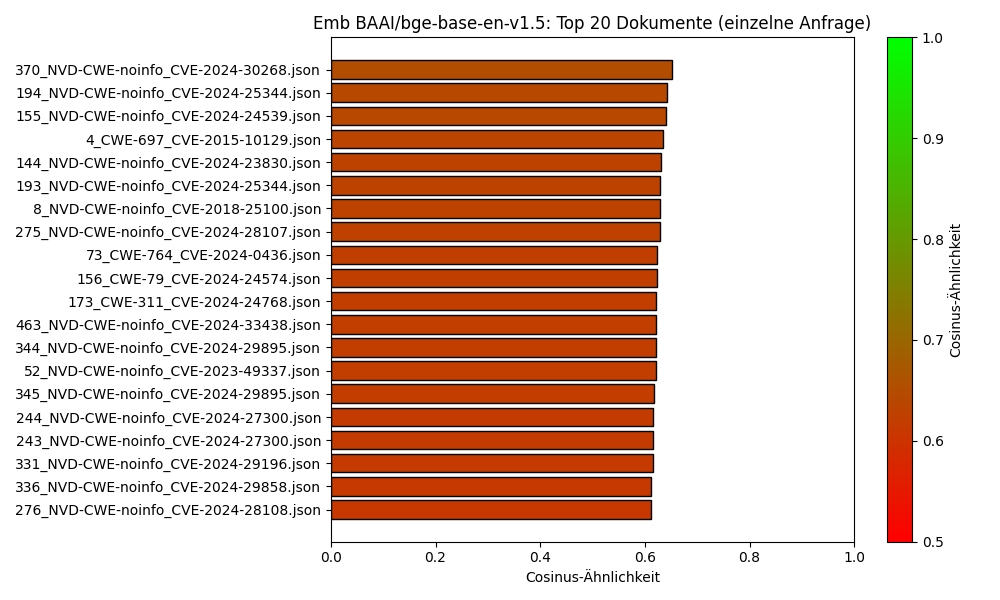 Emb BAAI/bge-base-en-v1.5: Top 20 Dokumente (einzelne Anfrage)
370_NVD-CWE-noinfo_CVE-2024-30268.json
194_NVD-CWE-noinfo_CVE-2024-25344.json
155_NVD-CWE-noinfo_CVE-2024-24539.json
4_CWE-697_CVE-2015-10129.json
144_NVD-CWE-noinfo_CVE-2024-23830.json
193_NVD-CWE-noinfo_CVE-2024-25344.json
8_NVD-CWE-noinfo_CVE-2018-25100.json
275_NVD-CWE-noinfo_CVE-2024-28107.json
73_CWE-764_CVE-2024-0436.json
156_CWE-79_CVE-2024-24574.json
173_CWE-311_CVE-2024-24768.json
463_NVD-CWE-noinfo_CVE-2024-33438.json
344_NVD-CWE-noinfo_CVE-2024-29895.json
52_NVD-CWE-noinfo_CVE-2023-49337.json
345_NVD-CWE-noinfo_CVE-2024-29895.json
244_NVD-CWE-noinfo_CVE-2024-27300.json
243_NVD-CWE-noinfo_CVE-2024-27300.json
331_NVD-CWE-noinfo_CVE-2024-29196.json
336_NVD-CWE-noinfo_CVE-2024-29858.json
276_NVD-CWE-noinfo_CVE-2024-28108.json
0.0 0.2 0.4 0.6 0.8 1.0
Cosinus-Ähnlichkeit
1.0
0.9
0.8
0.7
0.6
0.5
Cosinus-Ähnlichkeit